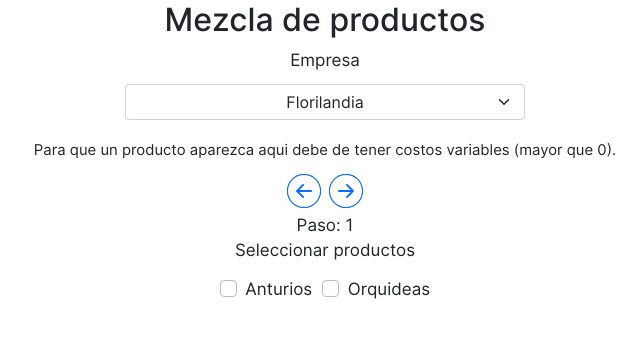 Mezcla de productos
Empresa
Florilandia
Para que un producto aparezca aqui debe de tener costos variables (mayor que 0).
Paso: 1
Seleccionar productos
Anturios Orquideas